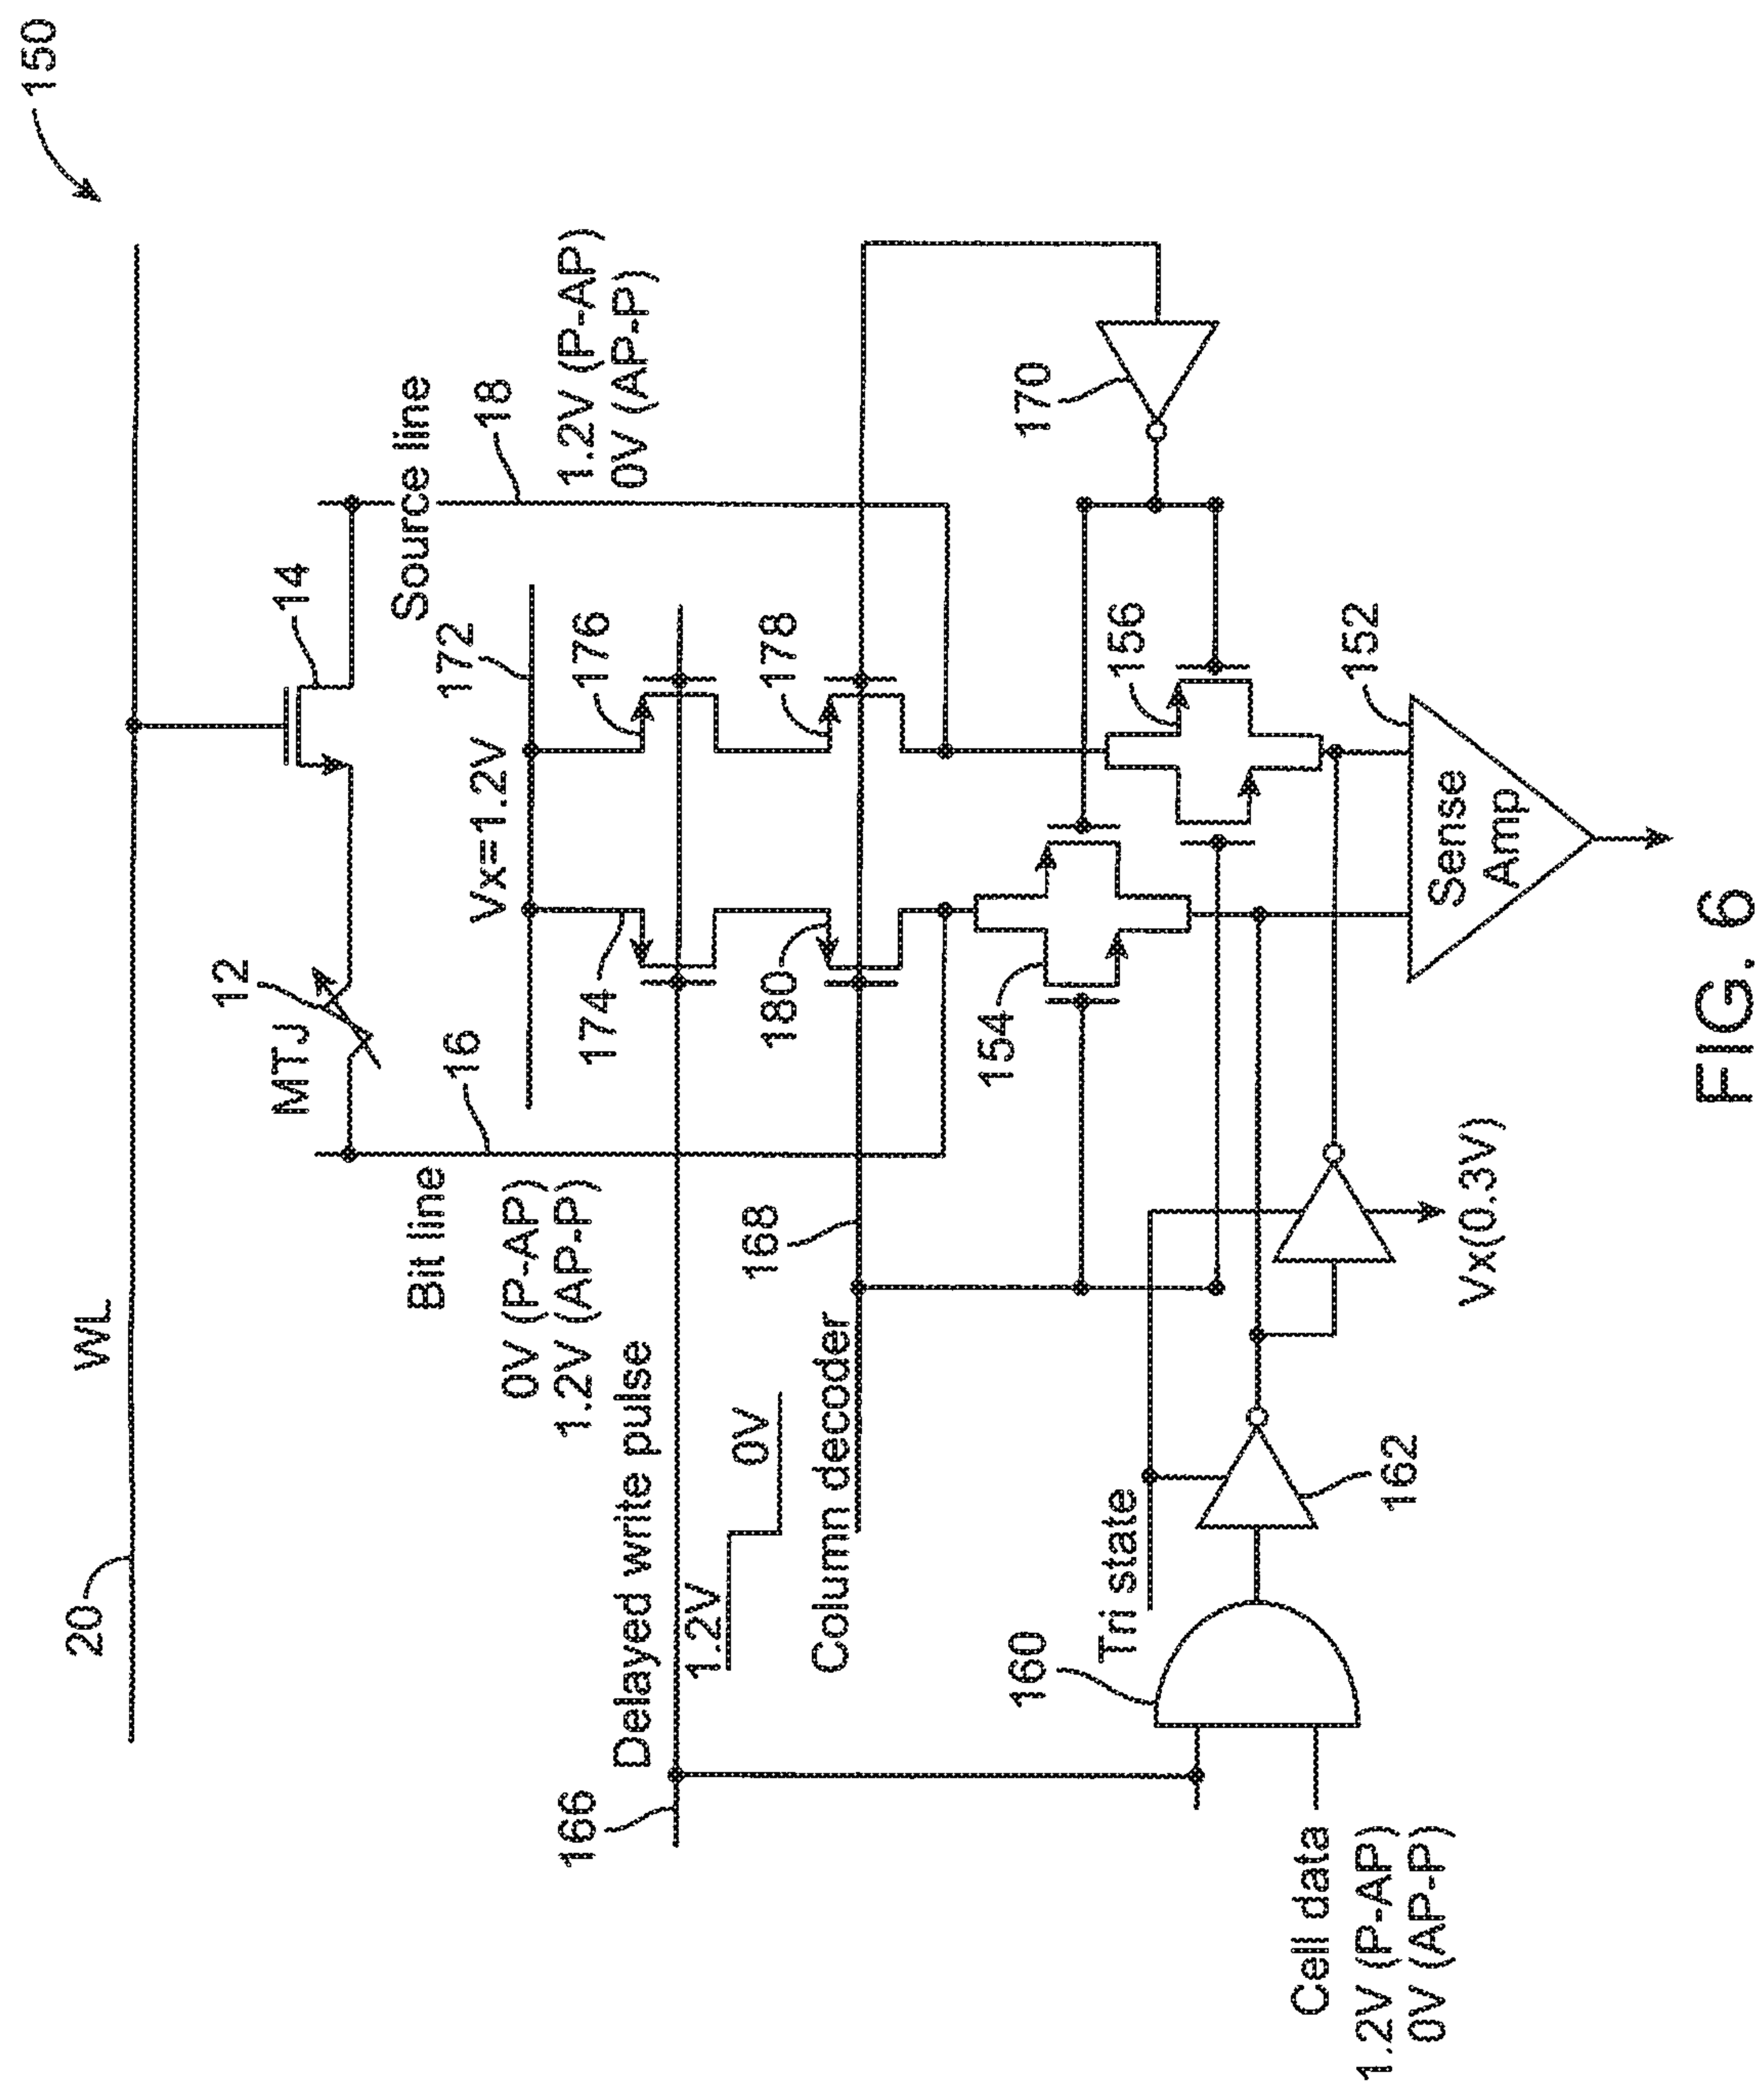 150
20
WL
12
MTJ
14
Source line
18
1.2V (P-AP)
0V (AP-P)
Bit line
16
0V (P-AP)
1.2V (AP-P)
172
Vx=1.2V
174
176
Delayed write pulse
166
1.2V
0V
180
178
168
Column decoder
170
154
156
152
Sense
Amp
Tri state
160
162
Vx(0.3V)
Cell data
1.2V (P-AP)
0V (AP-P)
FIG. 6